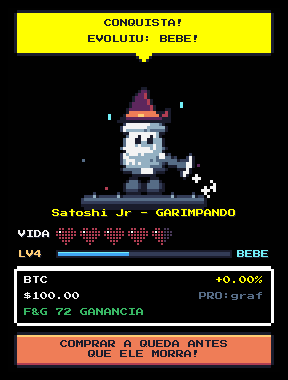 CONQUISTA!
EVOLUIU: BEBE!
Satoshi Jr - GARIMPANDO
VIDA
LV4 BEBE
BTC +0.00%
$100.00 PRO:graf
F&G 72 GANANCIA
COMPRAR A QUEDA ANTES
QUE ELE MORRA!